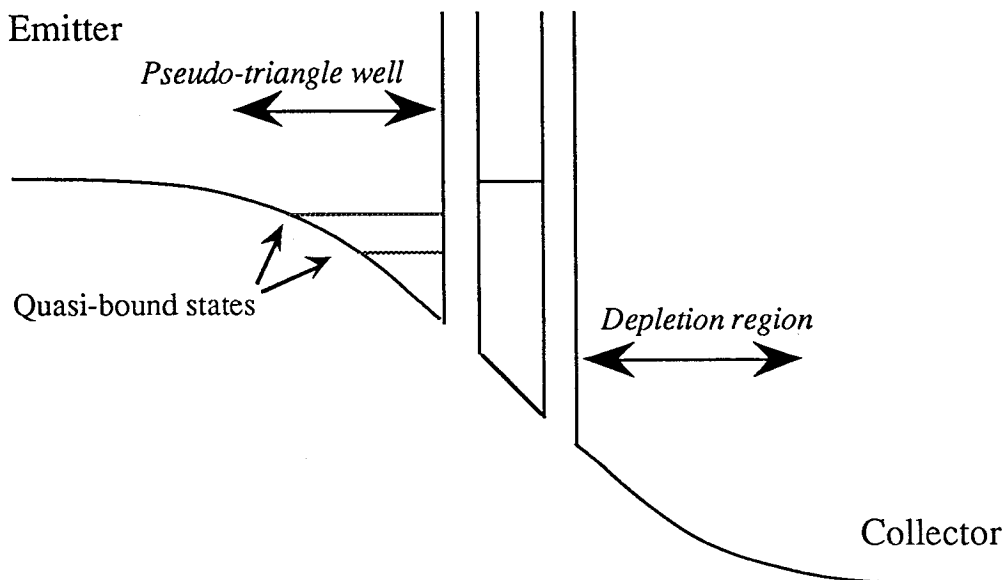 Emitter
Pseudo-triangle well
Quasi-bound states
Depletion region
Collector